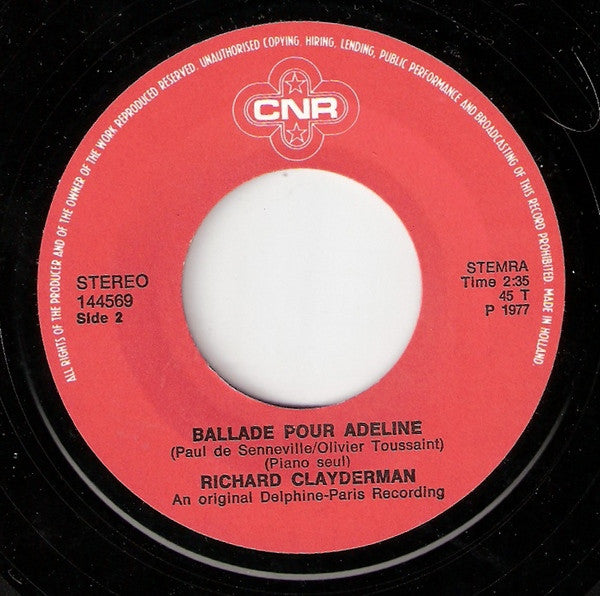 ALL RIGHTS OF THE PRODUCER AND OF THE OWNER OF THE WORK REPRODUCED RESERVED. UNAUTHORISED COPYING, HIRING, LENDING, PUBLIC PERFORMANCE AND BROADCASTING OF THIS RECORD PROHIBITED. MADE IN HOLLAND.
CNR
STEREO
144569
Side 2
STEMRA
Time 2:35
45 T
P 1977
BALLADE POUR ADELINE
(Paul de Senneville/Olivier Toussaint)
(Piano seul)
RICHARD CLAYDERMAN
An original Delphine-Paris Recording